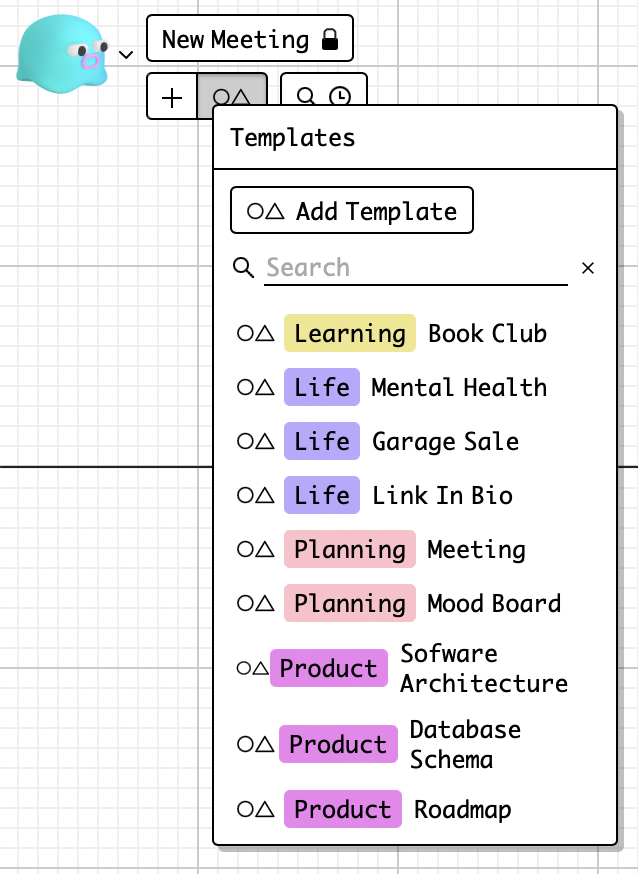 New Meeting
Templates
Add Template
Search
Learning Book Club
Life Mental Health
Life Garage Sale
Life Link In Bio
Planning Meeting
Planning Mood Board
Product Sofware
Architecture
Product Database
Schema
Product Roadmap